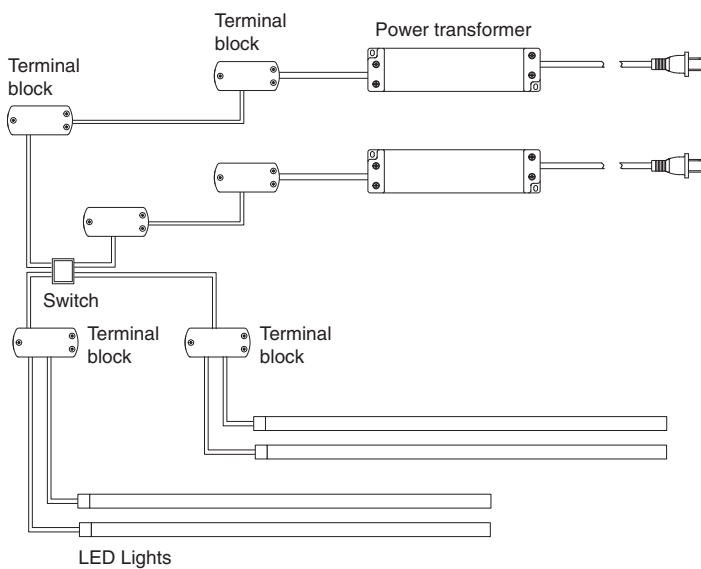 Terminal
block
Power transformer
Terminal
block
Switch
Terminal
block
Terminal
block
LED Lights